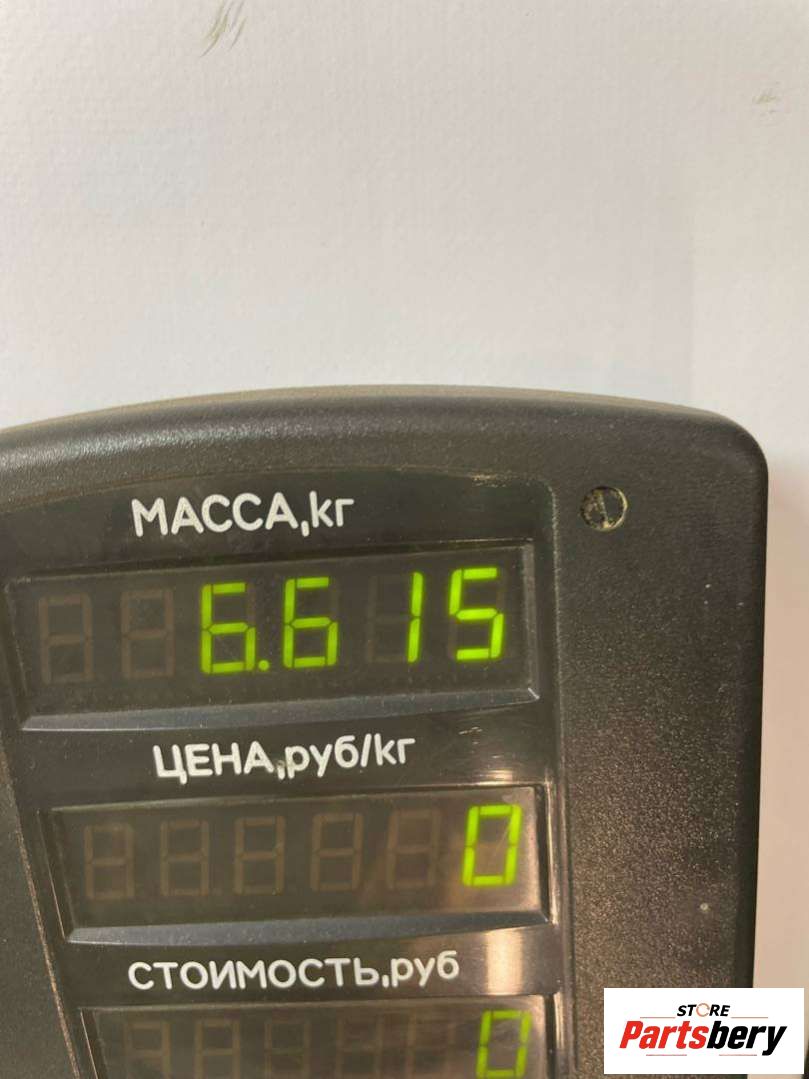 МАССА,кг
6.615
ЦЕНА,руб/кг
0
СТОИМОСТЬ,руб
0
STORE
Partsbery